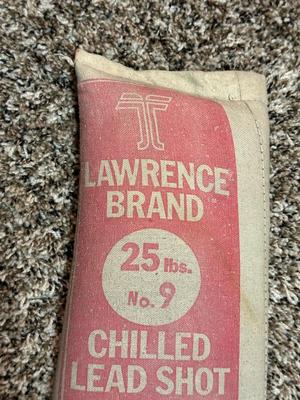 LAWRENCE
BRAND
25 lbs.
No. 9
CHILLED
LEAD SHOT